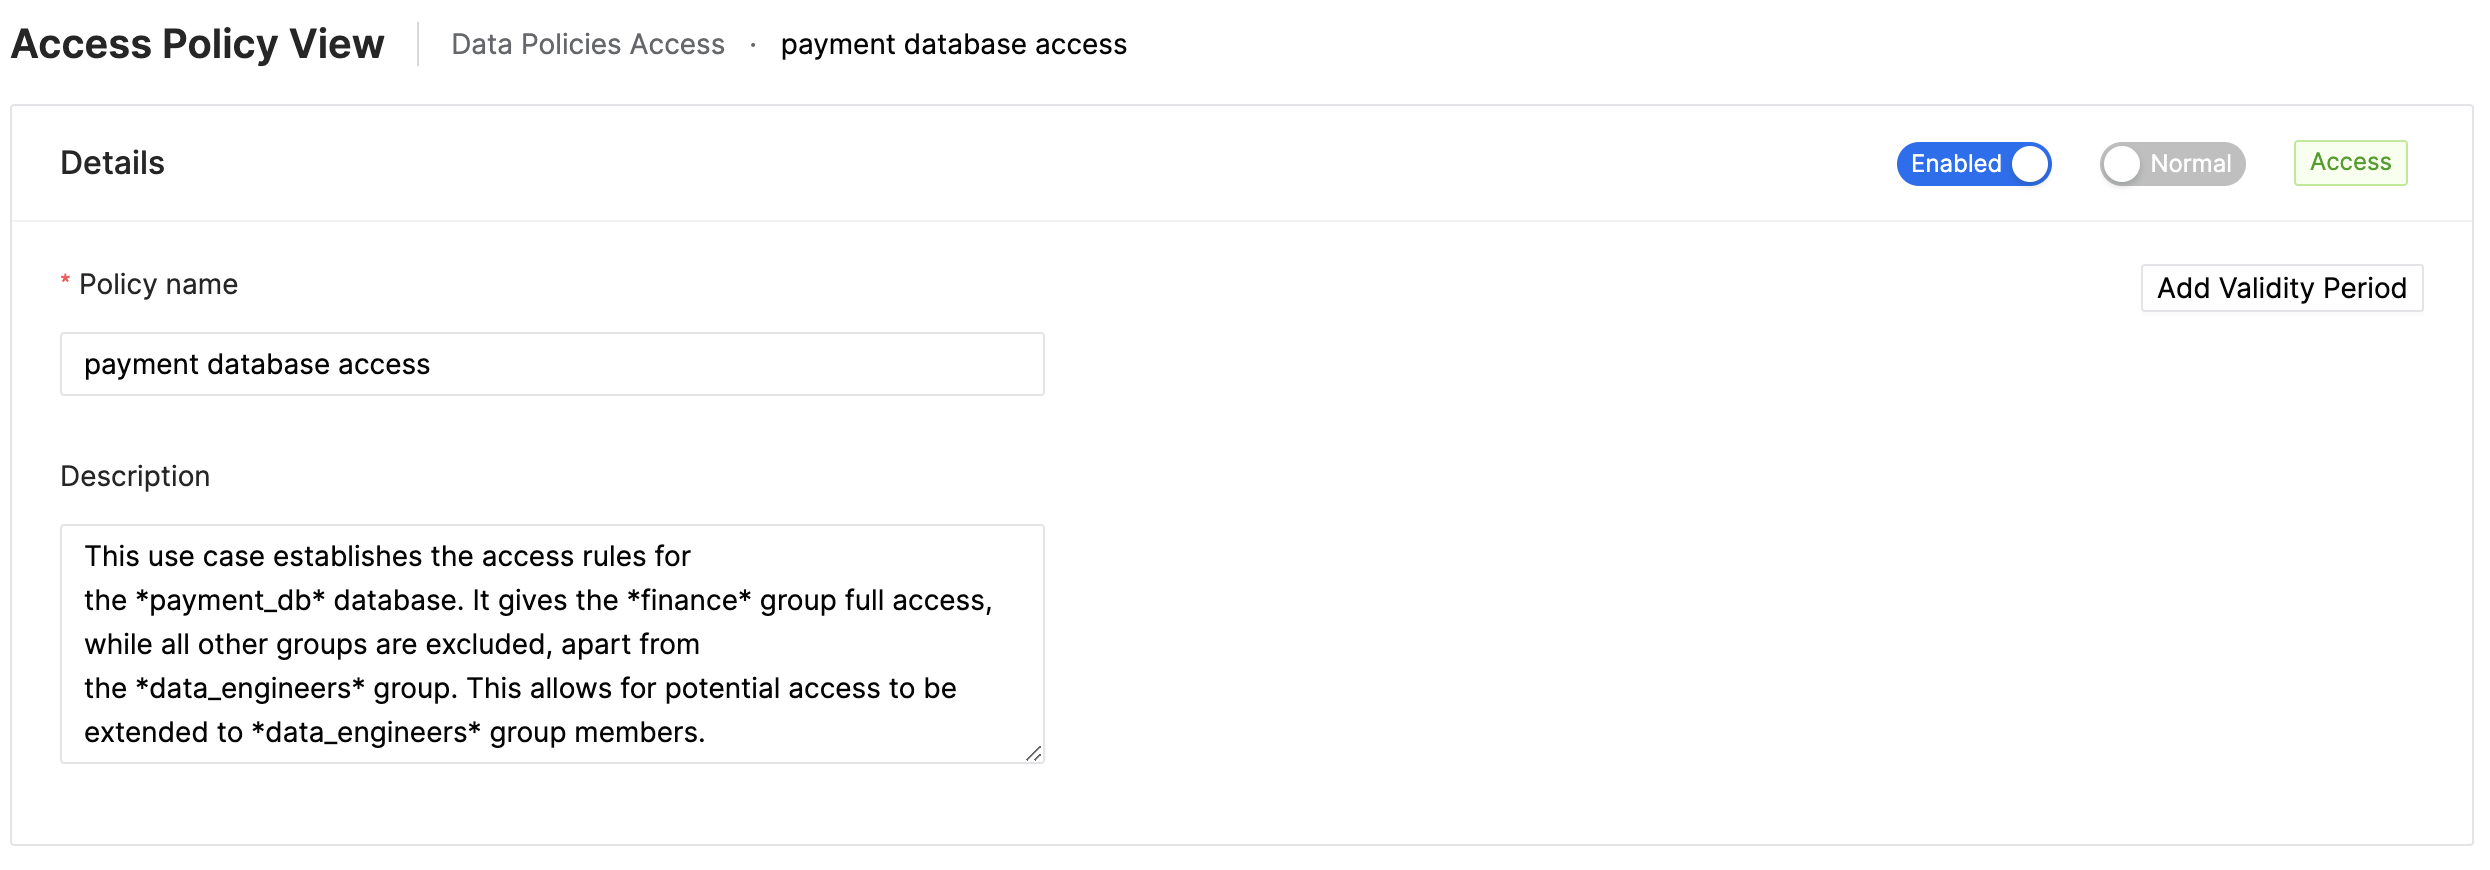 Access Policy View
Data Policies Access · payment database access
Details
Enabled
Normal
Access
* Policy name
Add Validity Period
payment database access
Description
This use case establishes the access rules for
the *payment_db* database. It gives the *finance* group full access,
while all other groups are excluded, apart from
the *data_engineers* group. This allows for potential access to be
extended to *data_engineers* group members.